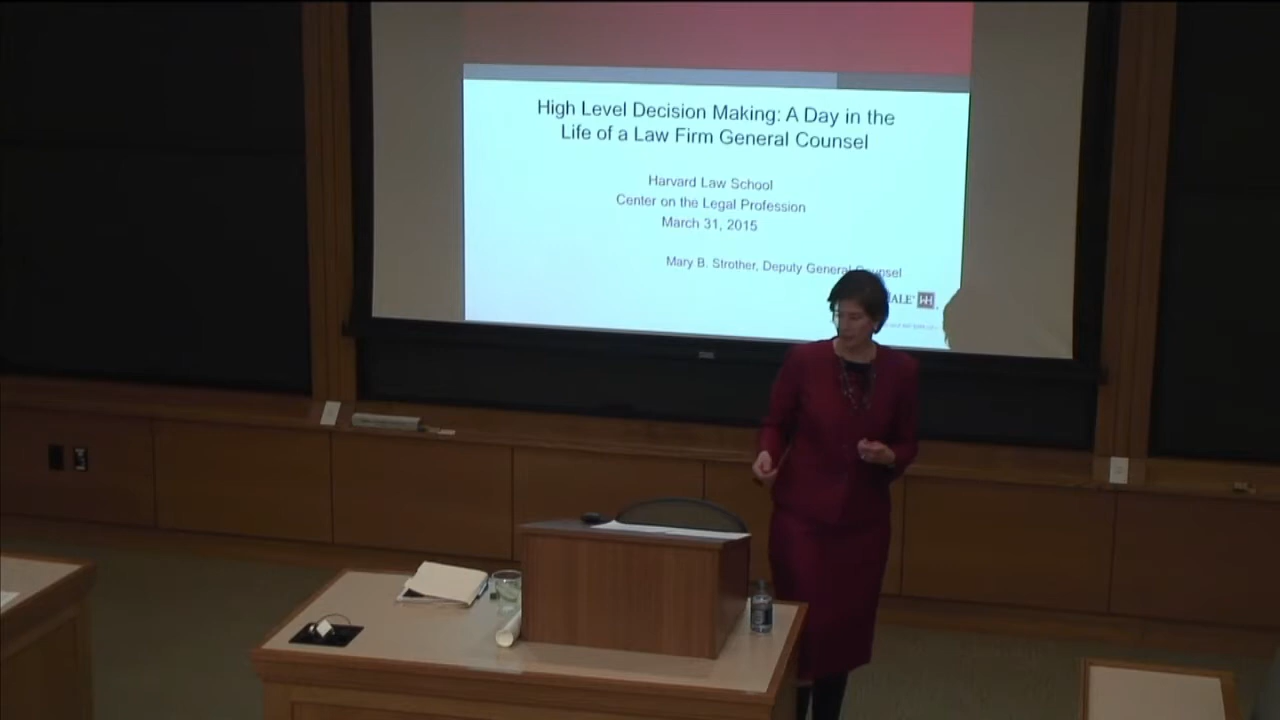 High Level Decision Making: A Day in the
Life of a Law Firm General Counsel
Harvard Law School
Center on the Legal Profession
March 31, 2015
Mary B. Strother, Deputy General Counsel
ALE